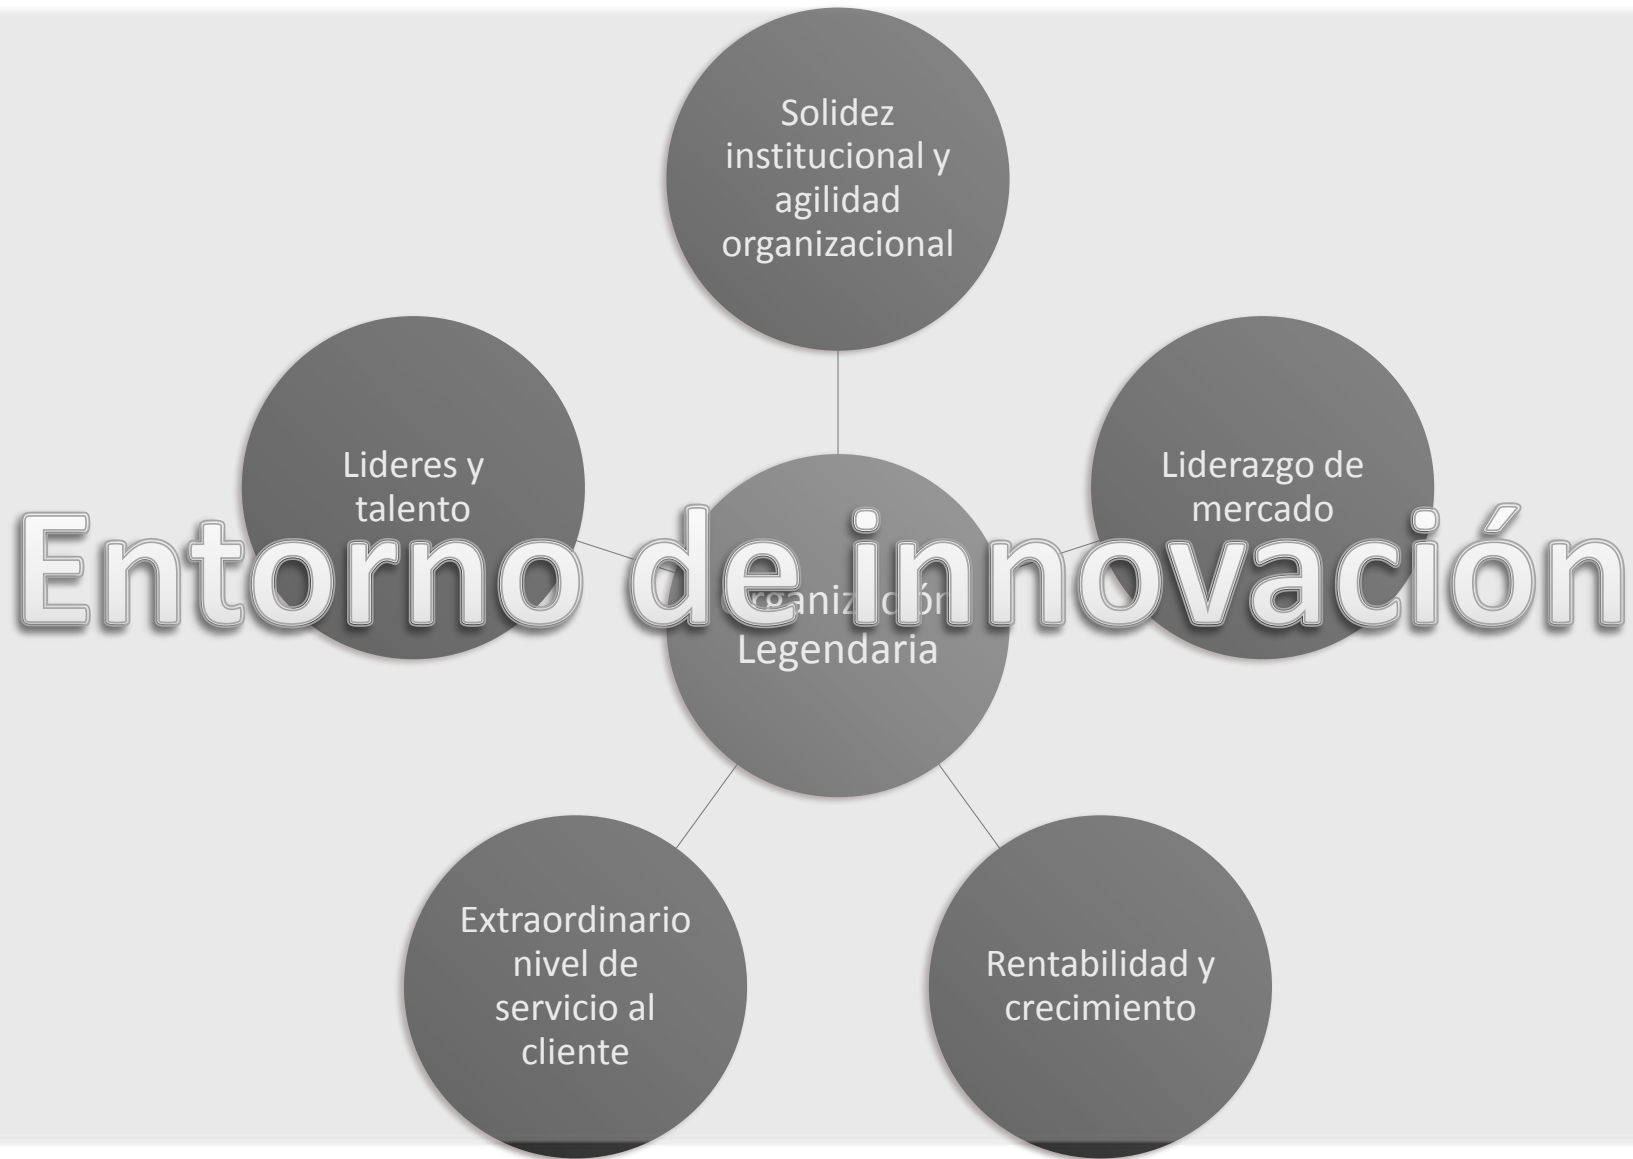 Solidez
institucional y
agilidad
organizacional
Lideres y
talento
Liderazgo de
mercado
Entorno de innovación
Organización
Legendaria
Extraordinario
nivel de
servicio al
cliente
Rentabilidad y
crecimiento